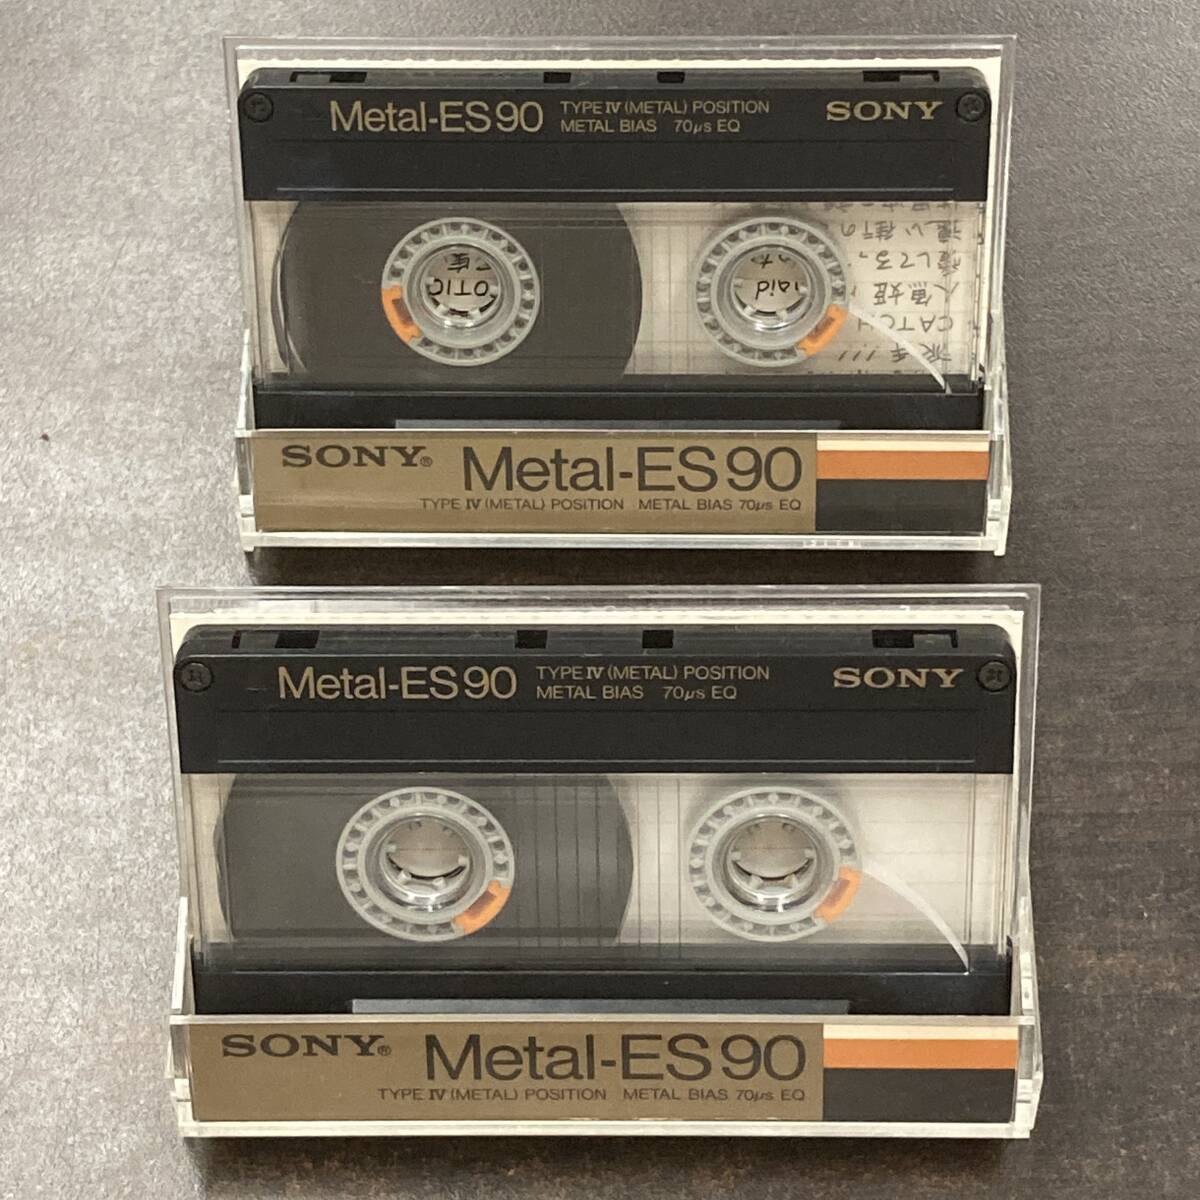 Metal-ES90
TYPE IV (METAL) POSITION
METAL BIAS 70μs EQ
SONY
OTIC
CATCH
SONY® Metal-ES90
TYPE IV (METAL) POSITION METAL BIAS 70μs EQ
Metal-ES90
TYPE IV (METAL) POSITION
METAL BIAS 70μs EQ
SONY
SONY® Metal-ES90
TYPE IV (METAL) POSITION METAL BIAS 70μs EQ